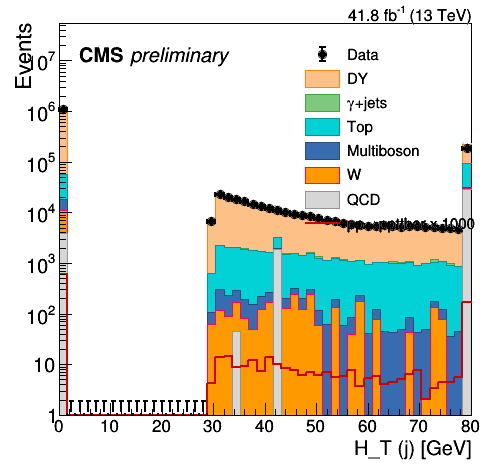 41.8 fb⁻¹ (13 TeV)
Events
CMS preliminary
Data
DY
γ+jets
Top
Multiboson
W
QCD
x 1000
10⁶
10⁵
10⁴
10³
10²
10
1
0 10 20 30 40 50 60 70 80
H_T (j) [GeV]